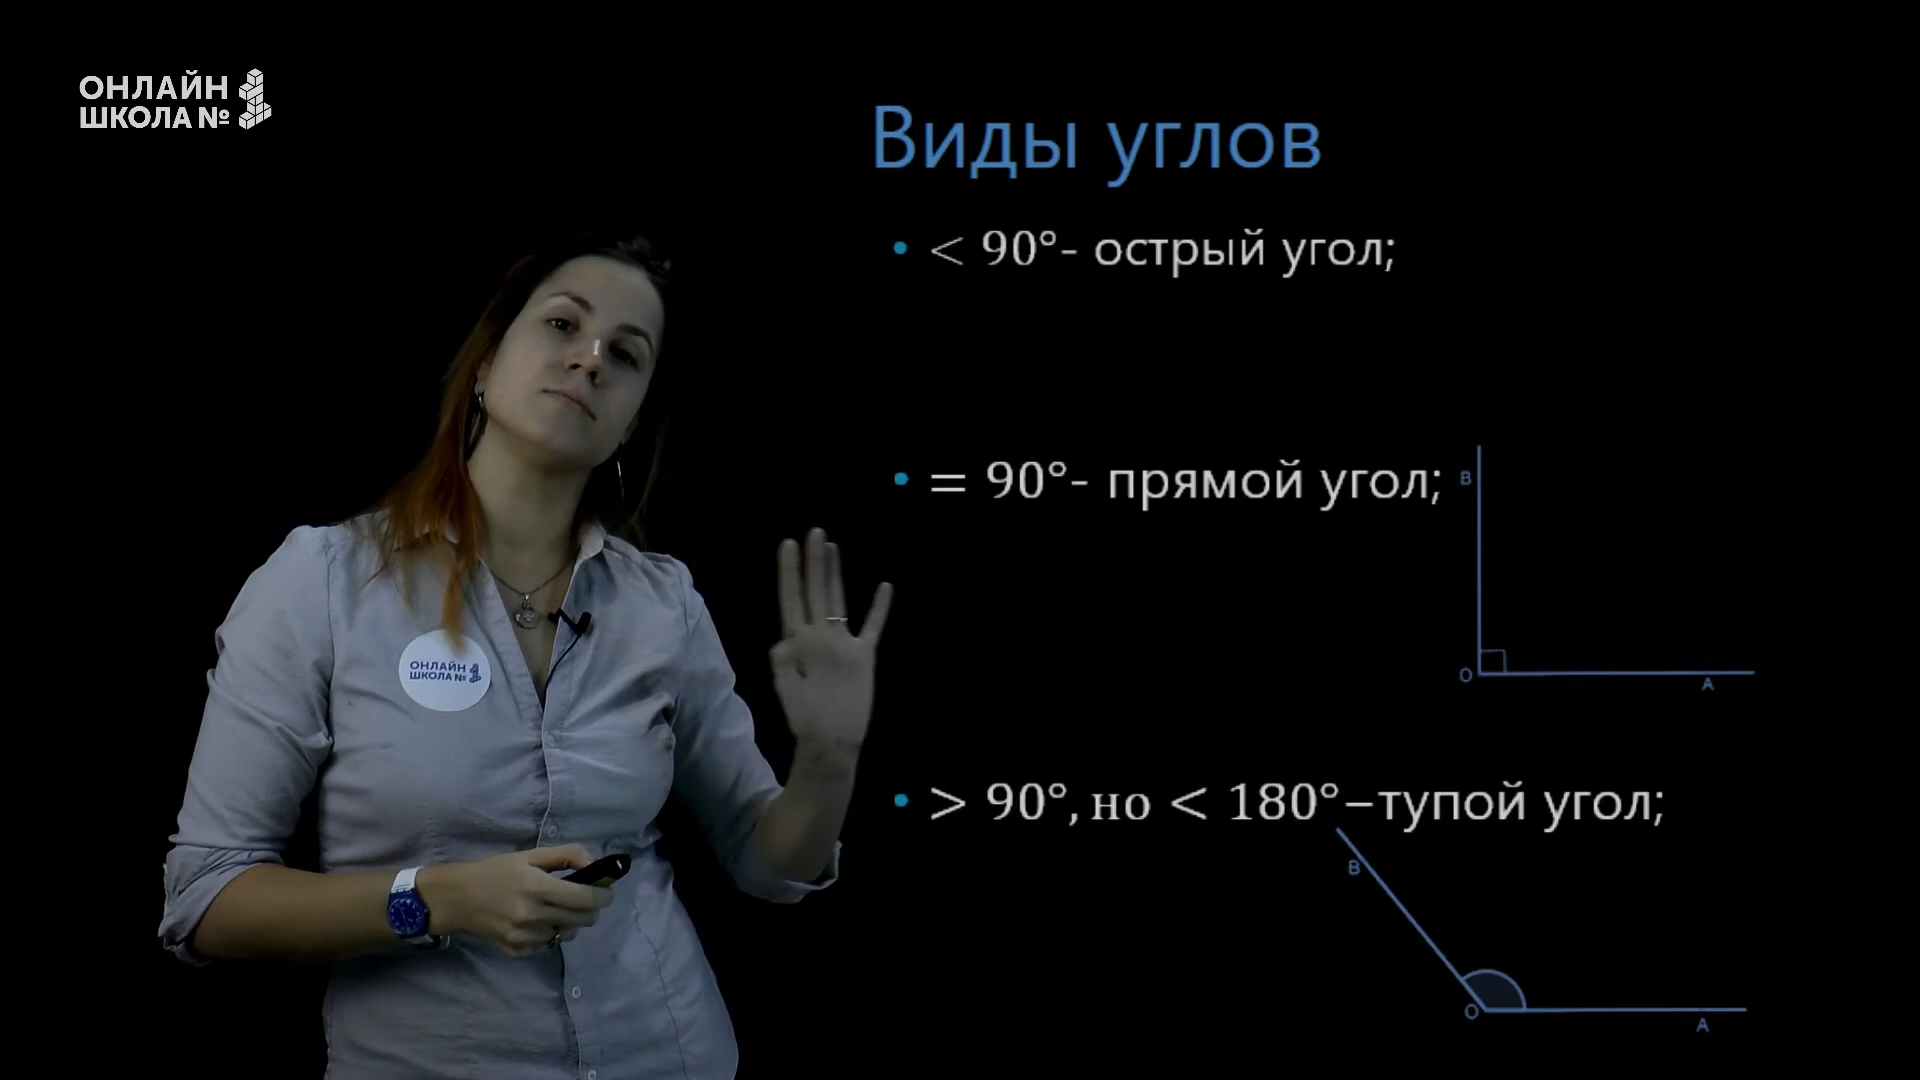 ОНЛАЙН
ШКОЛА №
Виды углов
• < 90°- острый угол;
• = 90°- прямой угол;
B
O
A
• > 90°, но < 180°–тупой угол;
B
O
A
ОНЛАЙН
ШКОЛА №